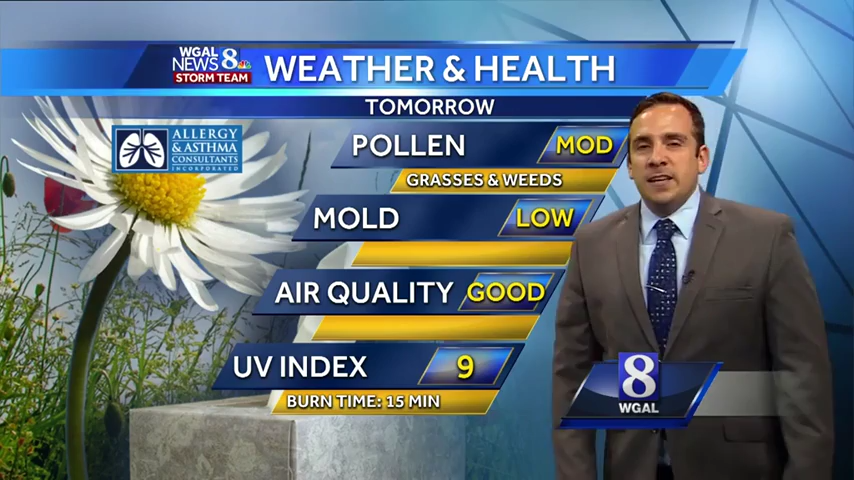 WGAL
NEWS 8
STORM TEAM
WEATHER & HEALTH
TOMORROW
ALLERGY
& ASTHMA
CONSULTANTS
INCORPORATED
POLLEN MOD
GRASSES & WEEDS
MOLD LOW
AIR QUALITY GOOD
UV INDEX 9
BURN TIME: 15 MIN
8
WGAL